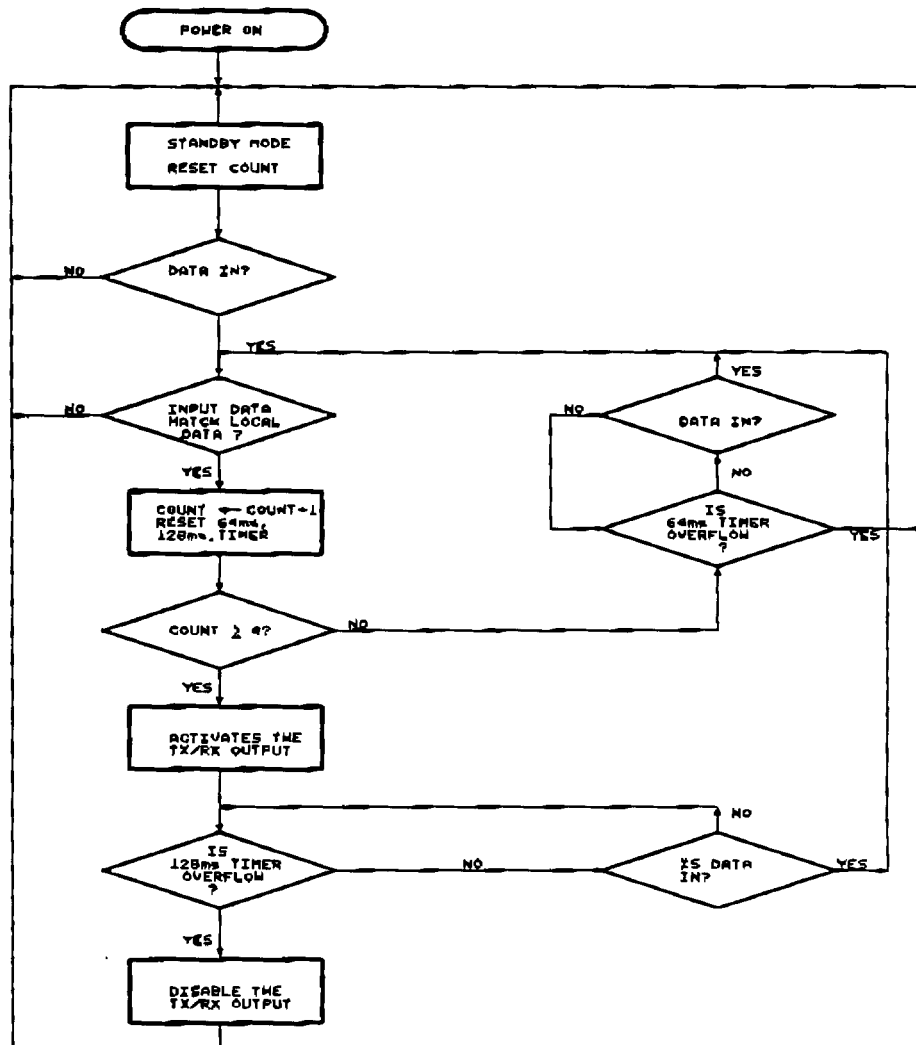 POWER ON
STANDBY MODE
RESET COUNT
DATA IN?
NO
YES
INPUT DATA
MATCH LOCAL
DATA ?
NO
YES
DATA IN?
NO
YES
COUNT ← COUNT+1
RESET 64ms,
128ms, TIMER
NO
IS
64ms TIMER
OVERFLOW
?
YES
COUNT ≥ 4?
NO
YES
ACTIVATES THE
TX/RX OUTPUT
NO
IS
128ms TIMER
OVERFLOW
?
NO
IS DATA
IN?
YES
YES
DISABLE THE
TX/RX OUTPUT